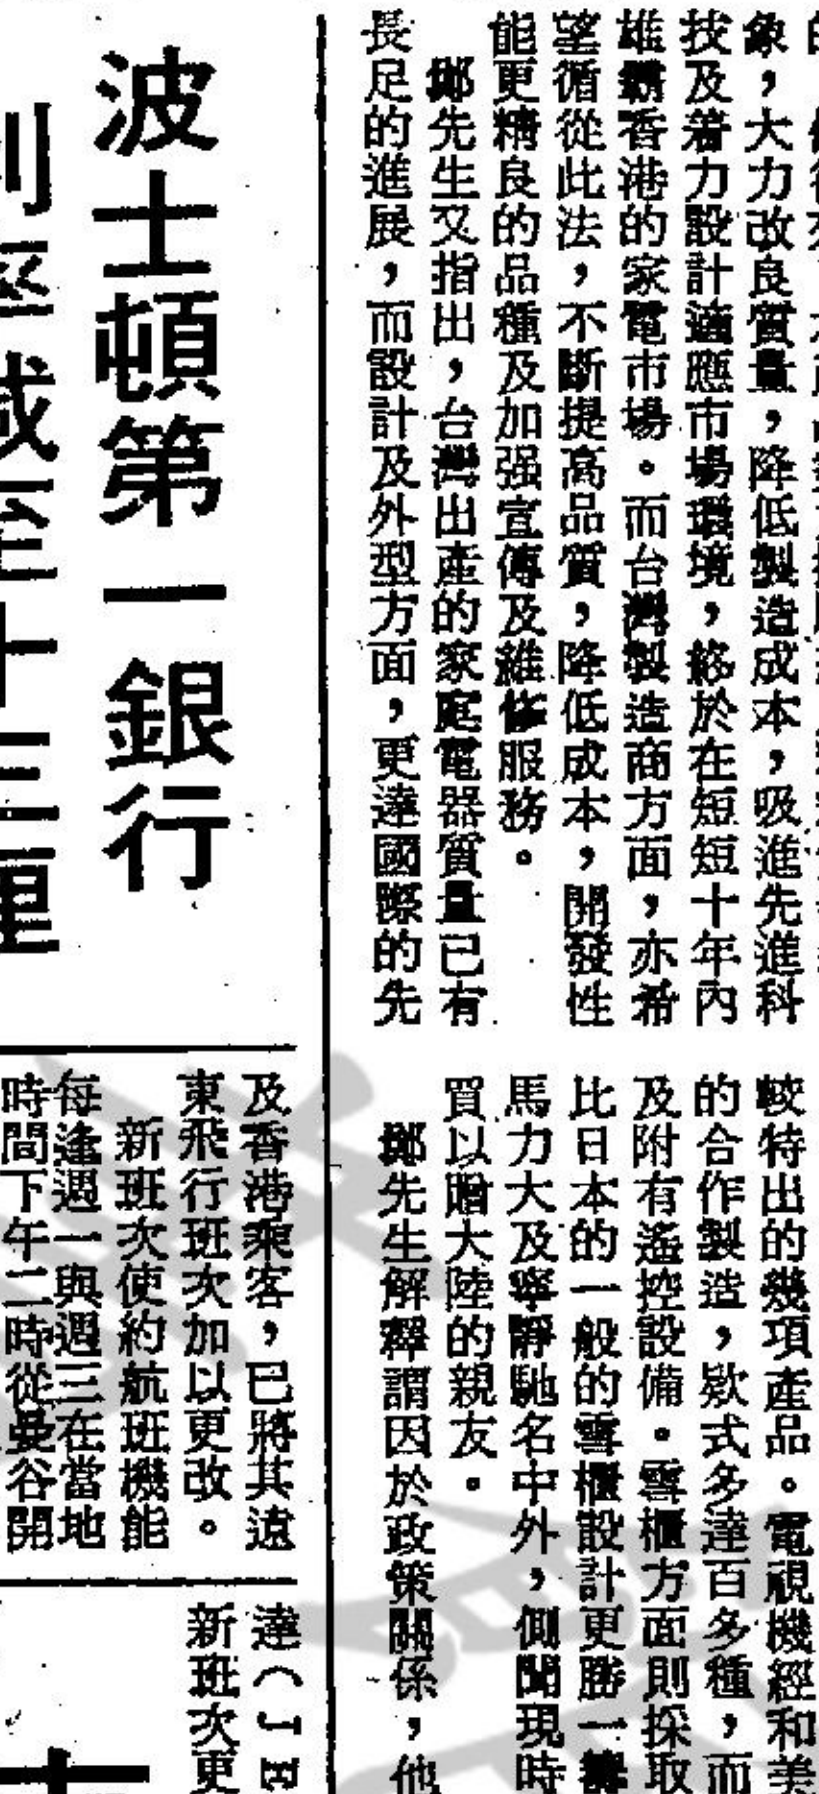 象，大力改良質量，降低製造成本，吸進先進科
技及着力設計適應市場環境，終於在短短十年內
雄霸香港的家電市場。而台灣製造商方面，亦希
望循從此法，不斷提高品質，降低成本，開發性
能更精良的品種及加强宣傳及維修服務。
鄭先生又指出，台灣出產的家庭電器質量已有
長足的進展，而設計及外型方面，更達國際的先
較特出的幾項產品。電視機經和美
的合作製造，欵式多達百多種，而
及附有遙控設備。雪櫃方面則採取
比日本的一般的雪櫃設計更勝一籌
馬力大及寧靜馳名中外，側聞現時
買以贈大陸的親友。
鄭先生解釋謂因於政策關係，他
波士頓第一銀行
減至十三厘
及香港乘客，已將其遠
東飛行班次加以更改。
新班次使約航班機能
每逢週一與週三在當地
時間下午二時從曼谷開
達（JE
新班次更